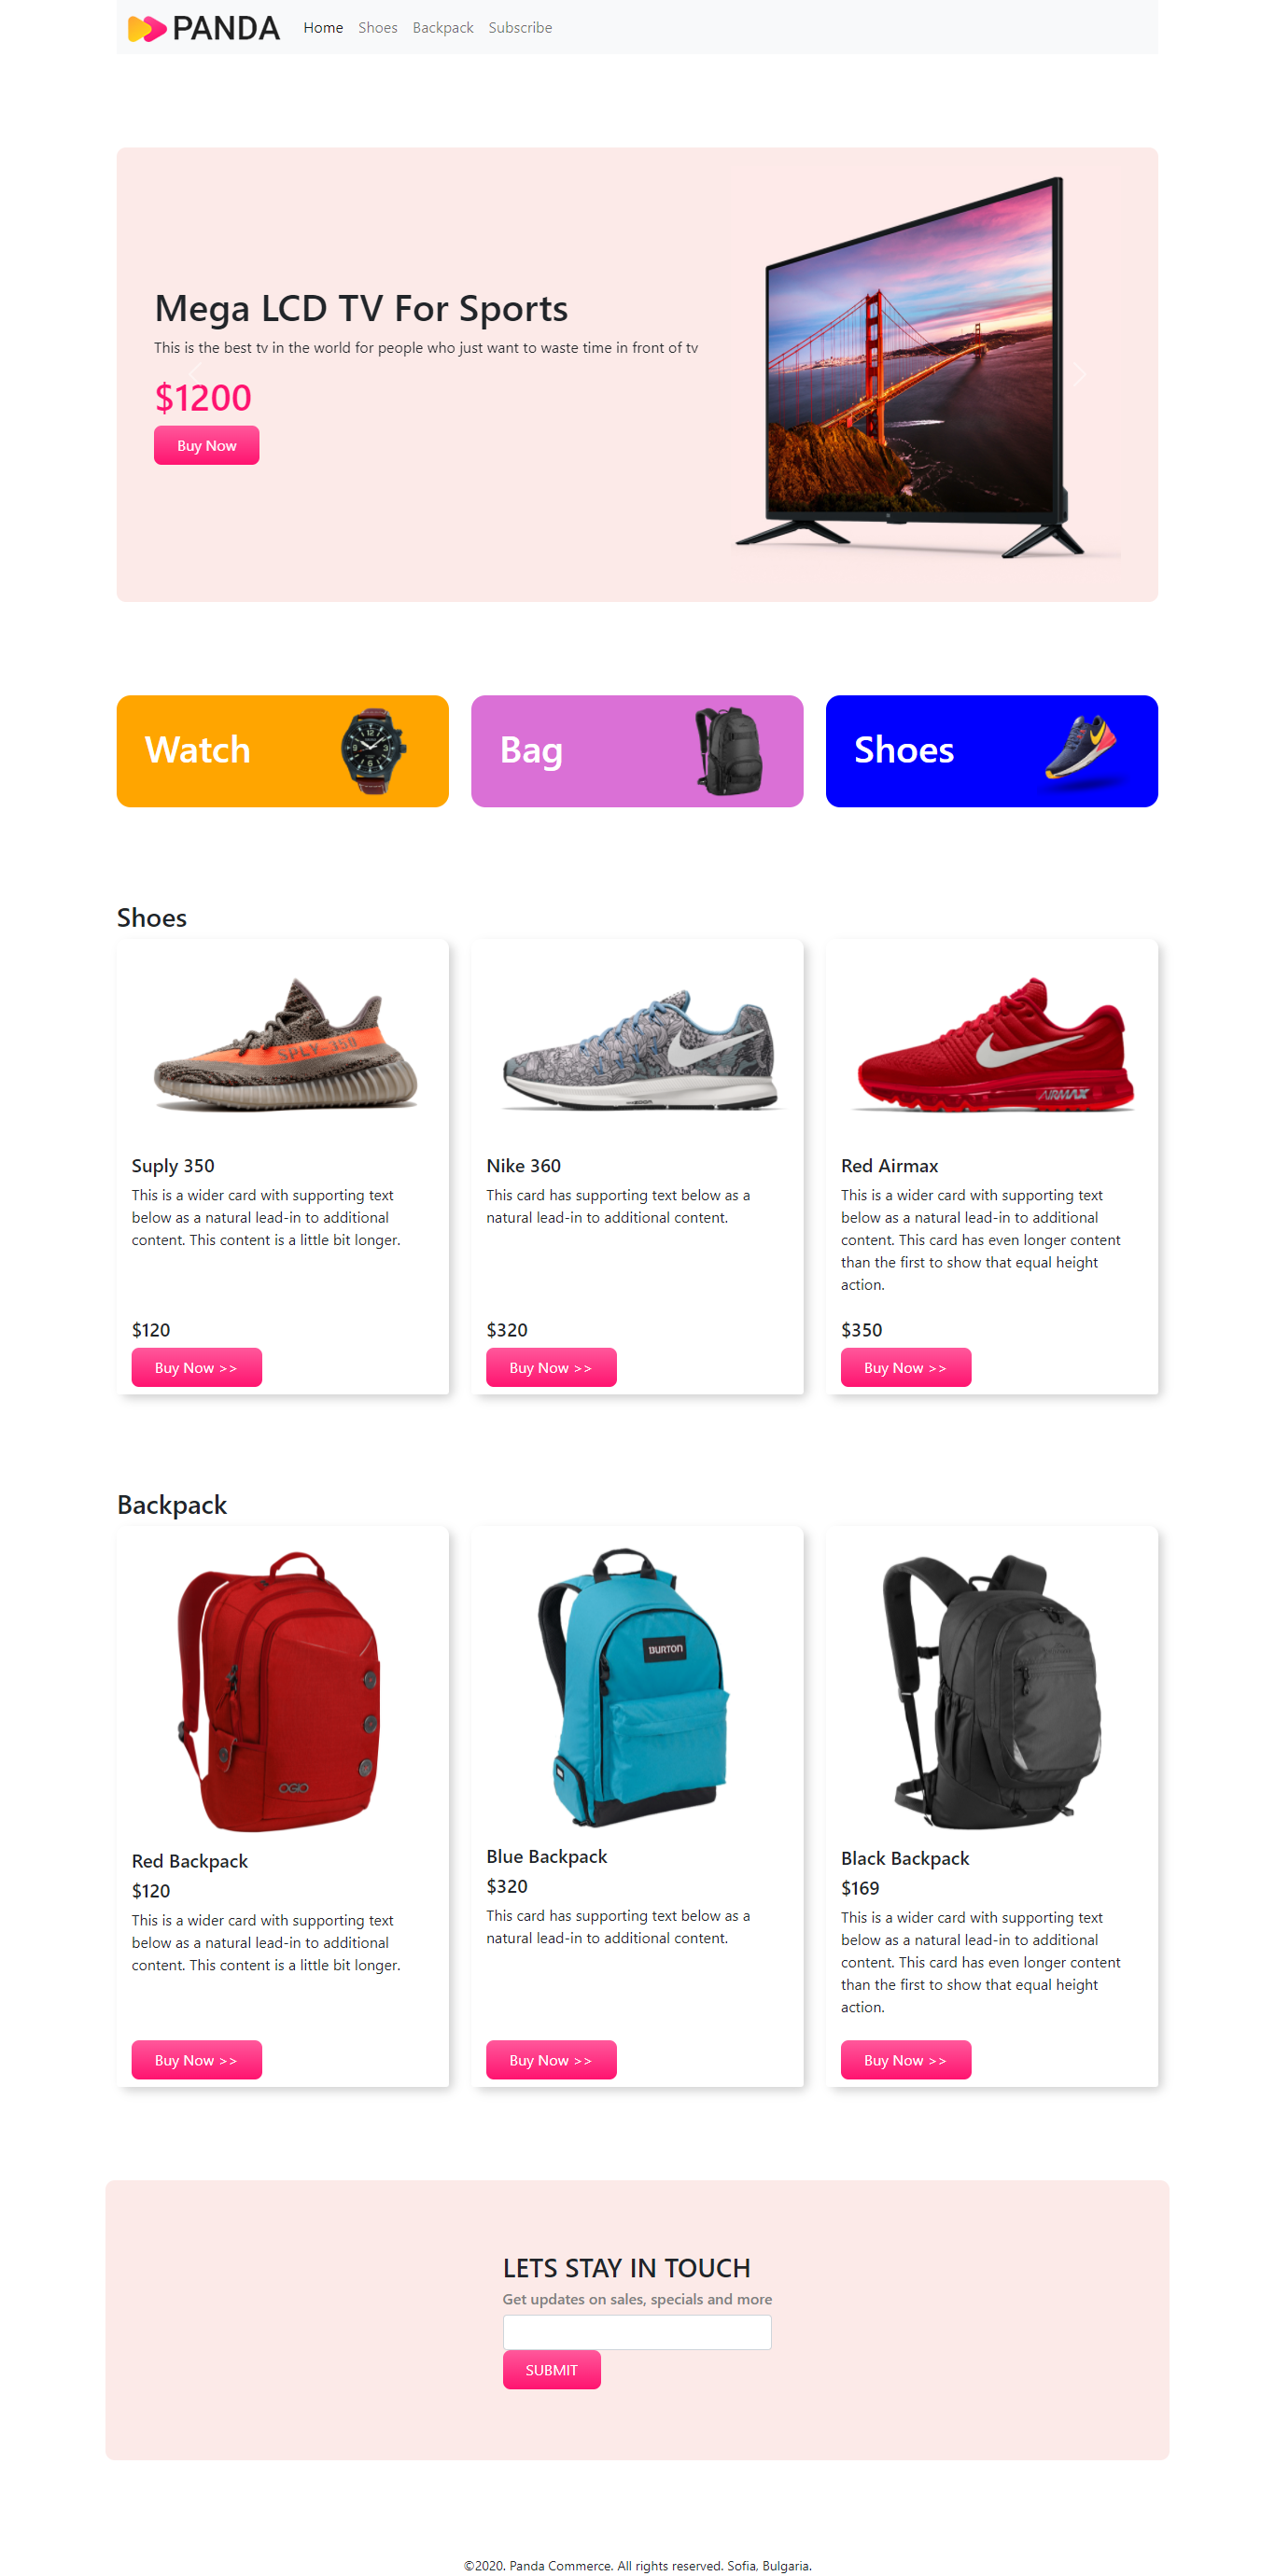 PANDA
Home Shoes Backpack Subscribe
Mega LCD TV For Sports
This is the best tv in the world for people who just want to waste time in front of tv
$1200
Buy Now
Watch
Bag
Shoes
Shoes
SPLY-350
ZOOM
AIRMAX
Suply 350
This is a wider card with supporting text
below as a natural lead-in to additional
content. This content is a little bit longer.
$120
Buy Now >>
Nike 360
This card has supporting text below as a
natural lead-in to additional content.
$320
Buy Now >>
Red Airmax
This is a wider card with supporting text
below as a natural lead-in to additional
content. This card has even longer content
than the first to show that equal height
action.
$350
Buy Now >>
Backpack
OGIO
Red Backpack
$120
This is a wider card with supporting text
below as a natural lead-in to additional
content. This content is a little bit longer.
Buy Now >>
BURTON
Blue Backpack
$320
This card has supporting text below as a
natural lead-in to additional content.
Buy Now >>
Black Backpack
$169
This is a wider card with supporting text
below as a natural lead-in to additional
content. This card has even longer content
than the first to show that equal height
action.
Buy Now >>
LETS STAY IN TOUCH
Get updates on sales, specials and more
SUBMIT
©2020. Panda Commerce. All rights reserved. Sofia, Bulgaria.